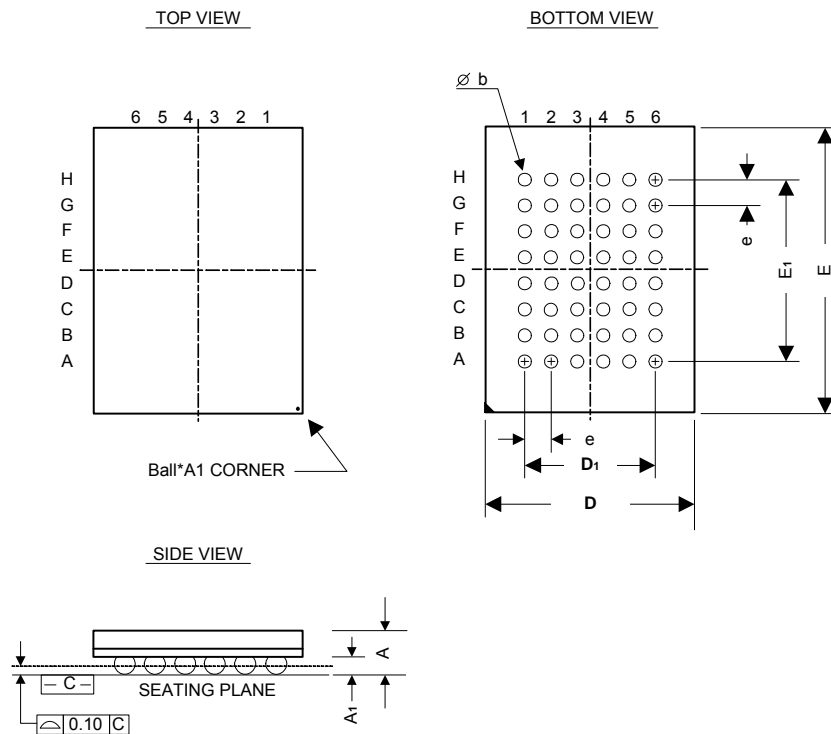 TOP VIEW
6 5 4 3 2 1
H
G
F
E
D
C
B
A
Ball*A1 CORNER
BOTTOM VIEW
⌀ b
1 2 3 4 5 6
H
G
F
E
D
C
B
A
e
E1
E
e
D1
D
SIDE VIEW
A
A1
– C –
SEATING PLANE
⌓ 0.10 C